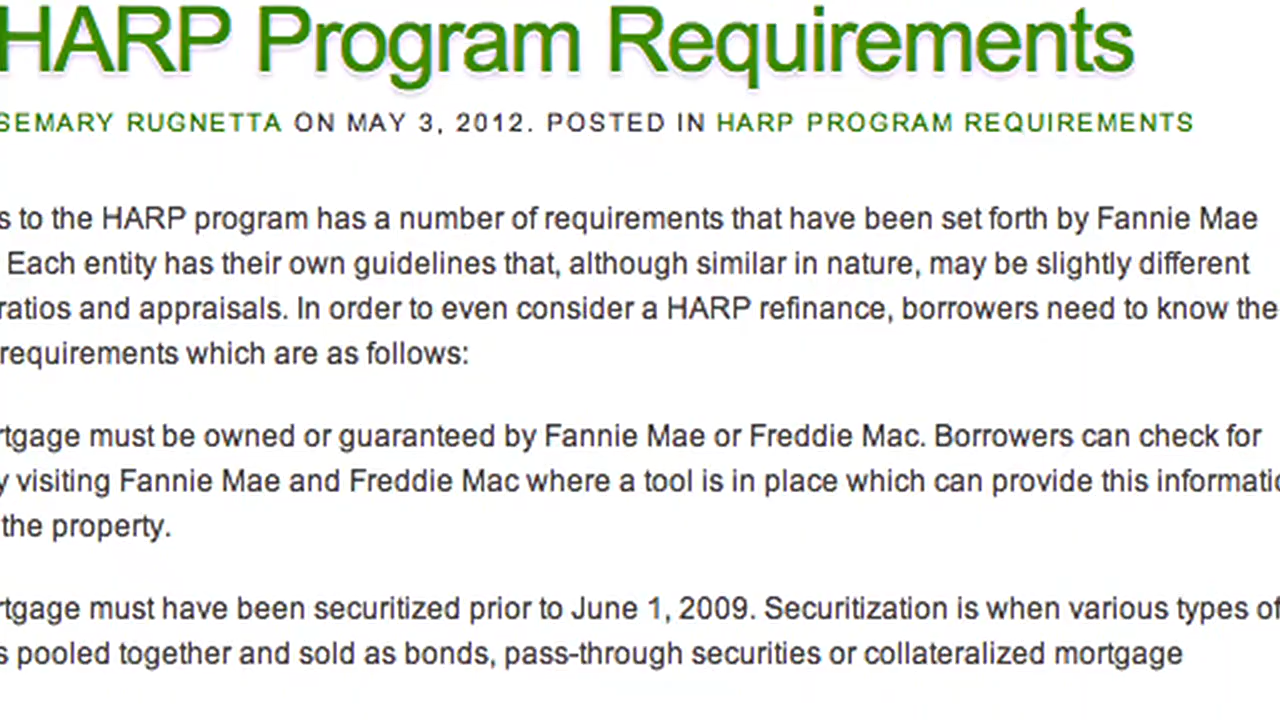 HARP Program Requirements
SEMARY RUGNETTA ON MAY 3, 2012. POSTED IN HARP PROGRAM REQUIREMENTS
s to the HARP program has a number of requirements that have been set forth by Fannie Mae
Each entity has their own guidelines that, although similar in nature, may be slightly different
ratios and appraisals. In order to even consider a HARP refinance, borrowers need to know the
requirements which are as follows:
rtgage must be owned or guaranteed by Fannie Mae or Freddie Mac. Borrowers can check for
y visiting Fannie Mae and Freddie Mac where a tool is in place which can provide this informatio
the property.
rtgage must have been securitized prior to June 1, 2009. Securitization is when various types of
s pooled together and sold as bonds, pass-through securities or collateralized mortgage